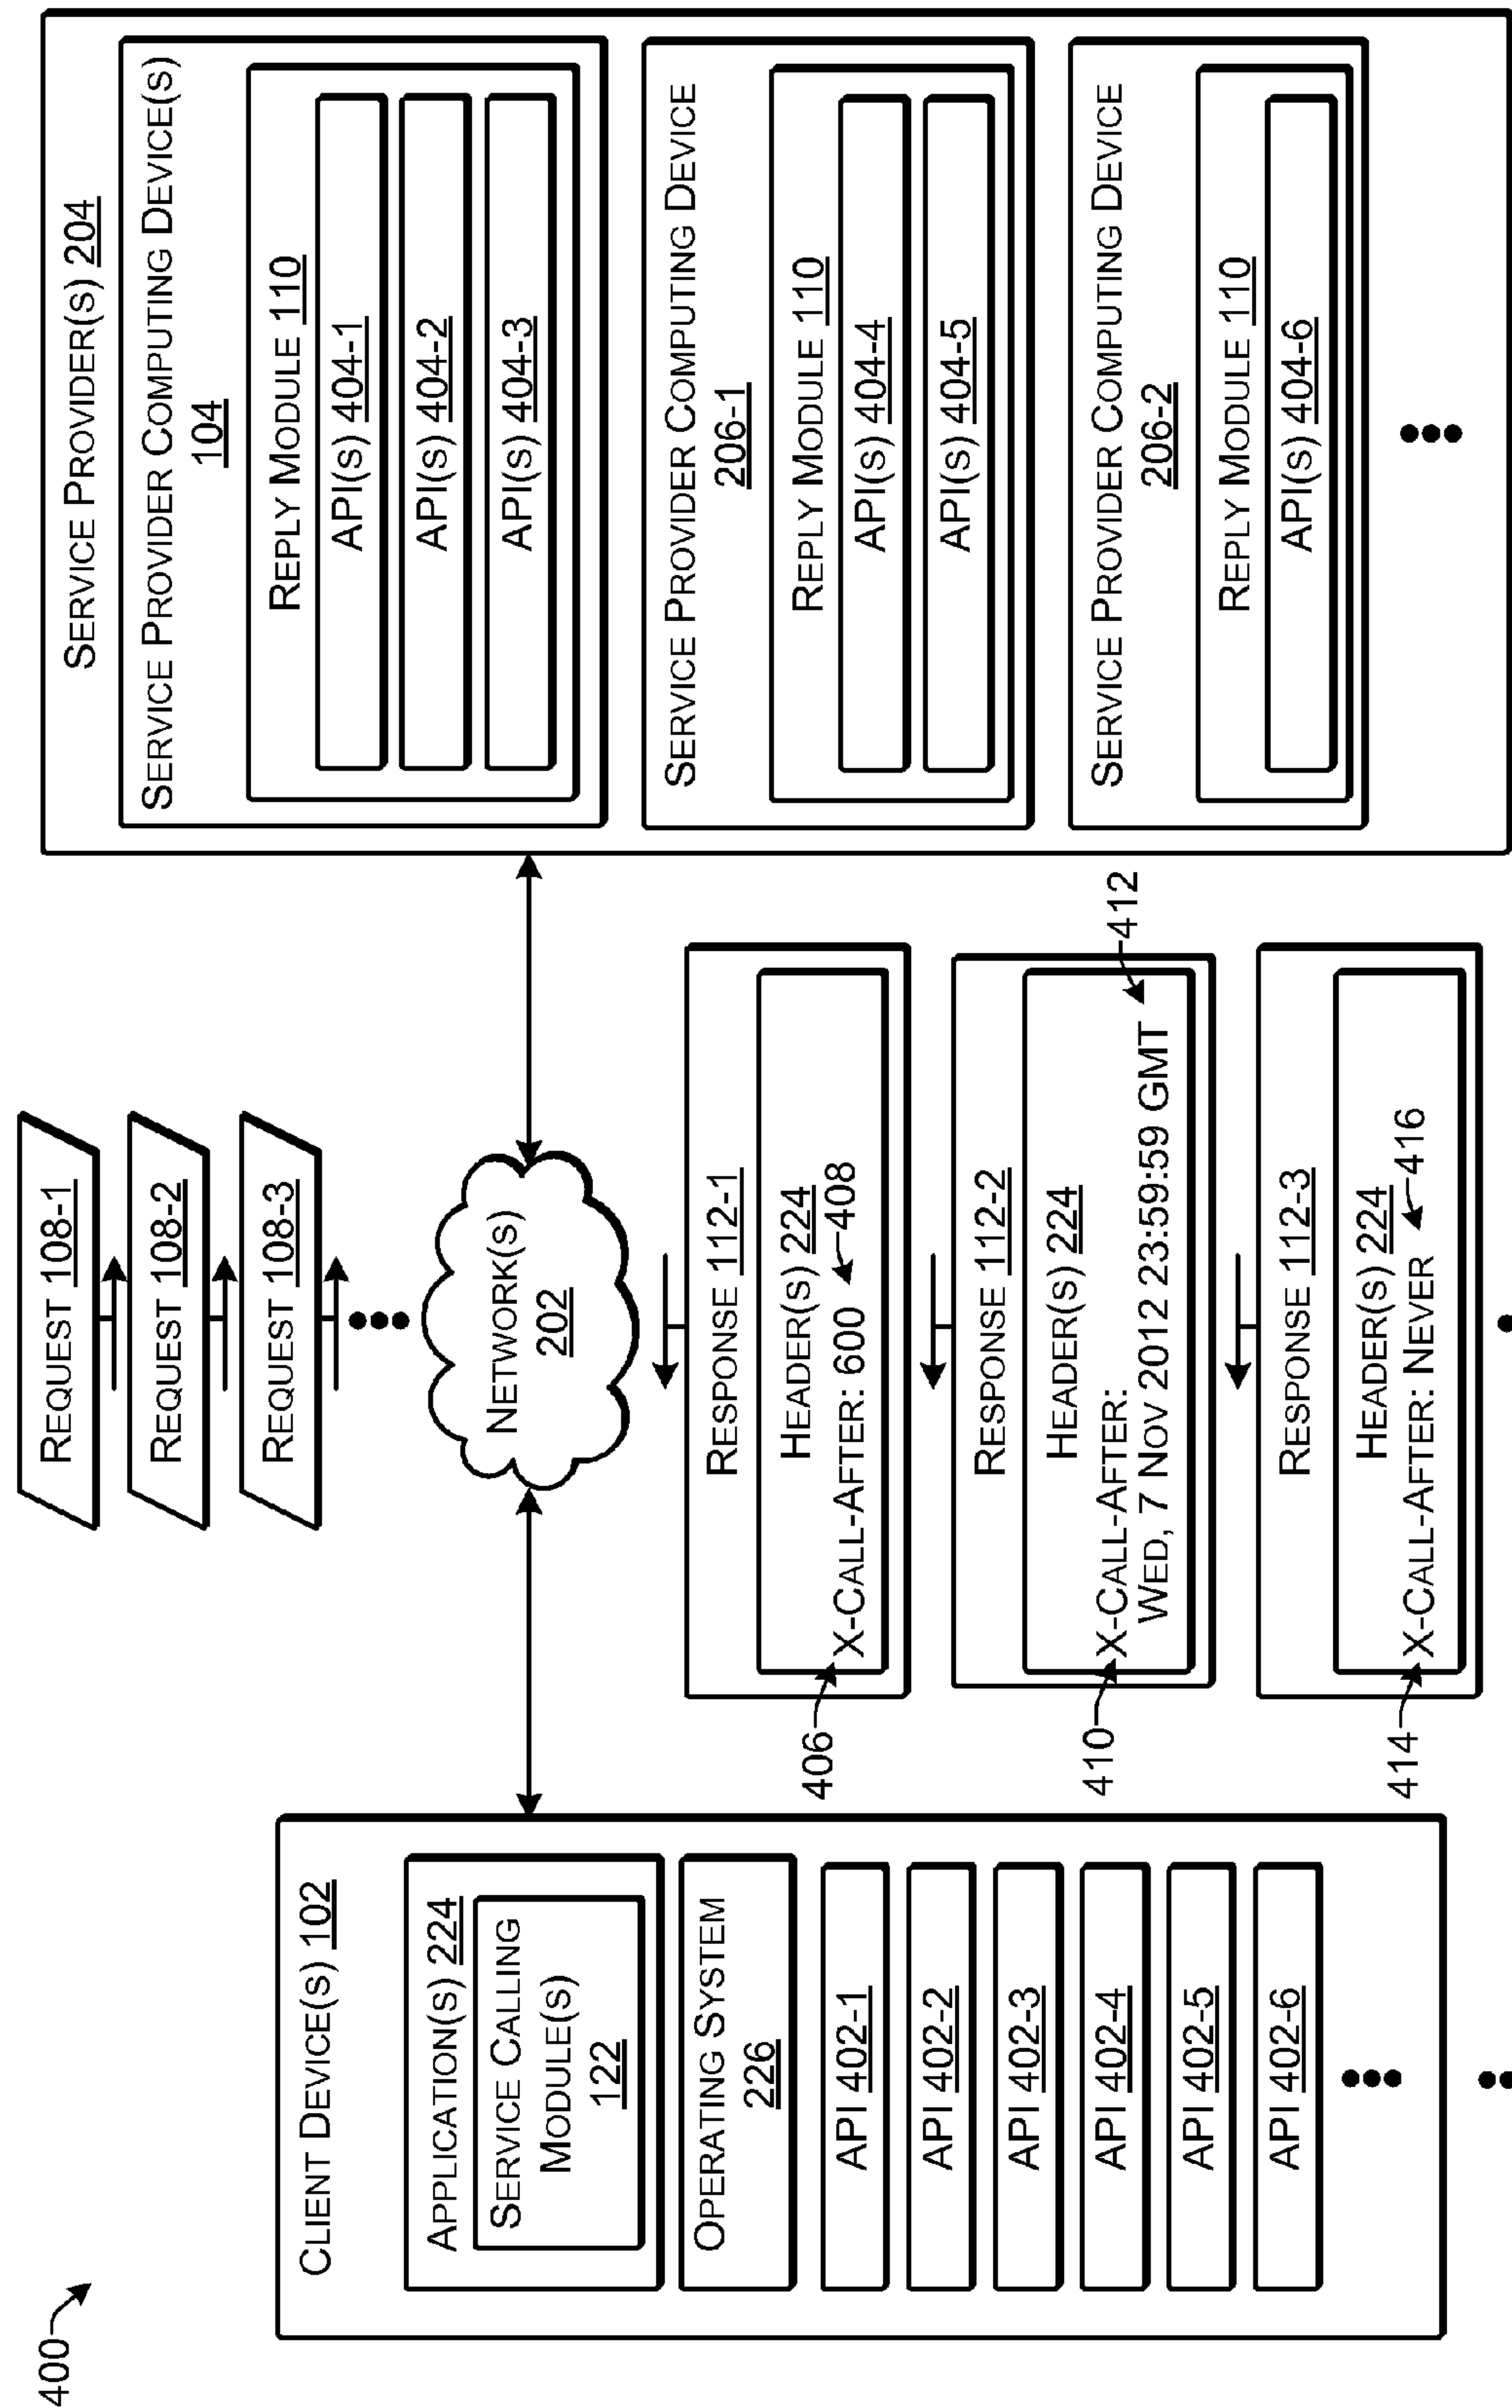 400
CLIENT DEVICE(S) 102
APPLICATION(S) 224
SERVICE CALLING
MODULE(S)
122
OPERATING SYSTEM
226
API 402-1
API 402-2
API 402-3
API 402-4
API 402-5
API 402-6
REQUEST 108-1
REQUEST 108-2
REQUEST 108-3
NETWORK(S)
202
RESPONSE 112-1
HEADER(S) 224
X-CALL-AFTER: 600
406
408
RESPONSE 112-2
HEADER(S) 224
X-CALL-AFTER:
WED, 7 NOV 2012 23:59:59 GMT
410
412
RESPONSE 112-3
HEADER(S) 224
X-CALL-AFTER: NEVER
414
416
SERVICE PROVIDER(S) 204
SERVICE PROVIDER COMPUTING DEVICE(S)
104
REPLY MODULE 110
API(S) 404-1
API(S) 404-2
API(S) 404-3
SERVICE PROVIDER COMPUTING DEVICE
206-1
REPLY MODULE 110
API(S) 404-4
API(S) 404-5
SERVICE PROVIDER COMPUTING DEVICE
206-2
REPLY MODULE 110
API(S) 404-6